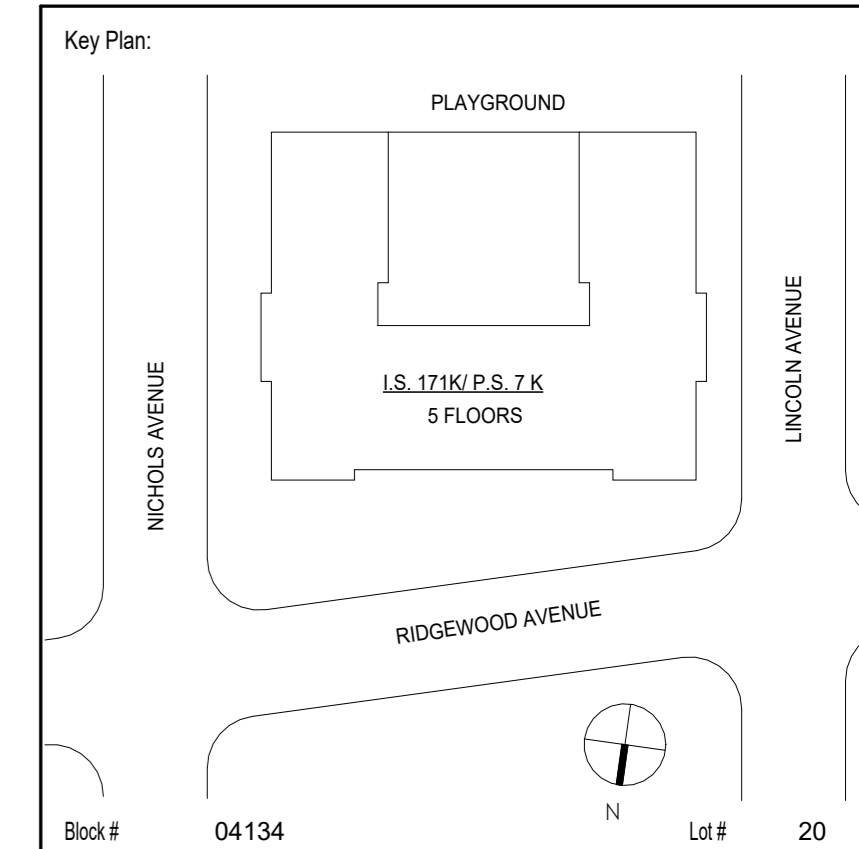 Key Plan:
PLAYGROUND
NICHOLS AVENUE
I.S. 171K/ P.S. 7 K
5 FLOORS
LINCOLN AVENUE
RIDGEWOOD AVENUE
N
Block # 04134 Lot # 20